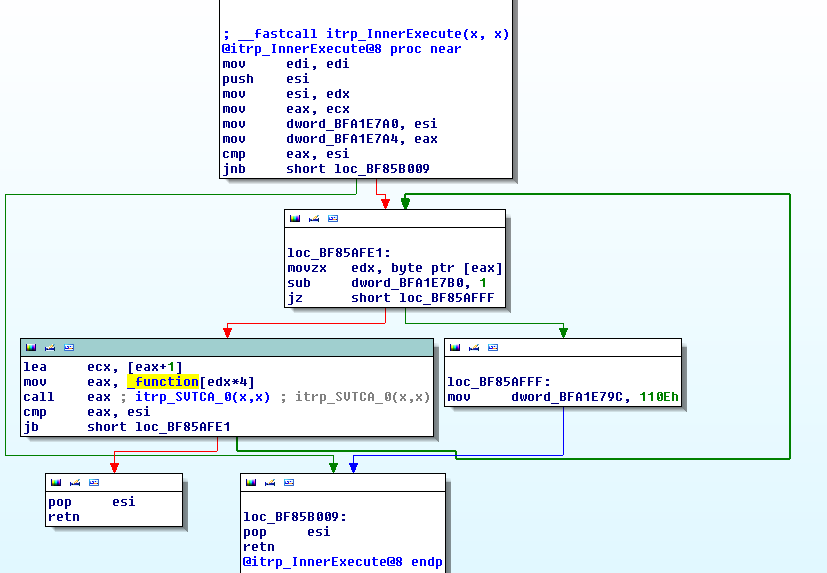 ; __fastcall itrp_InnerExecute(x, x)
@itrp_InnerExecute@8 proc near
mov edi, edi
push esi
mov esi, edx
mov eax, ecx
mov dword_BFA1E7A0, esi
mov dword_BFA1E7A4, eax
cmp eax, esi
jnb short loc_BF85B009
loc_BF85AFE1:
movzx edx, byte ptr [eax]
sub dword_BFA1E7B0, 1
jz short loc_BF85AFFF
lea ecx, [eax+1]
mov eax, _function[edx*4]
call eax ; itrp_SVTCA_0(x,x) ; itrp_SVTCA_0(x,x)
cmp eax, esi
jb short loc_BF85AFE1
loc_BF85AFFF:
mov dword_BFA1E79C, 110Eh
pop esi
retn
loc_BF85B009:
pop esi
retn
@itrp_InnerExecute@8 endp